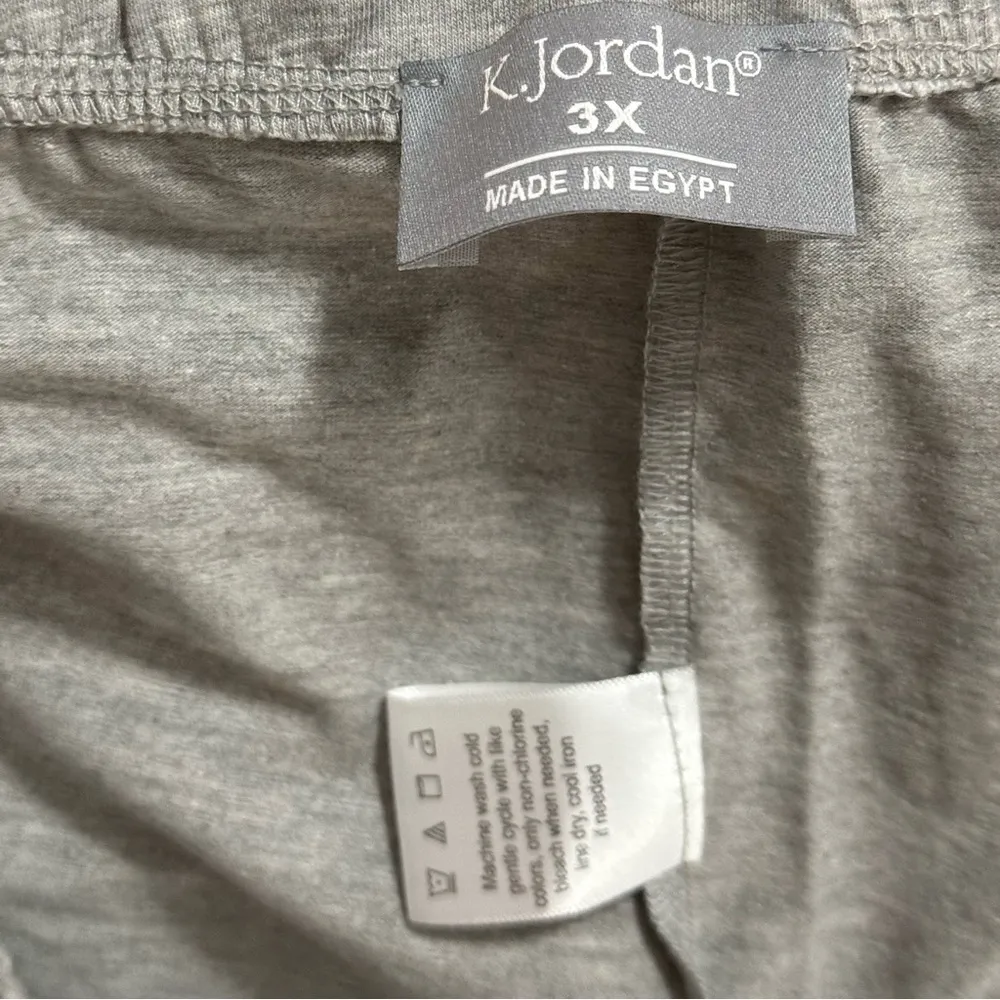 K.Jordan®
3X
MADE IN EGYPT
Machine wash cold
gentle cycle with like
colors, only non-chlorine
bleach when needed,
line dry, cool iron
if needed